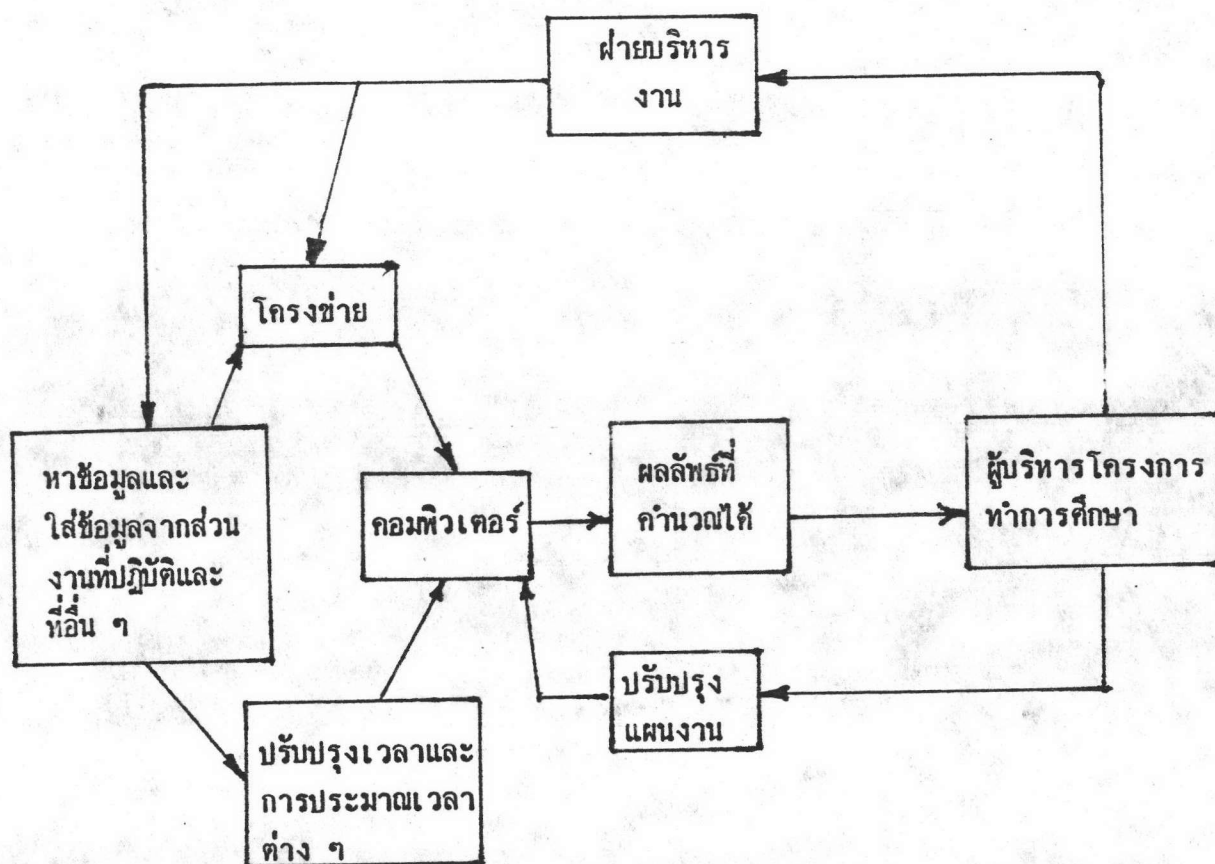 ฝ่ายบริหาร
งาน
โครงข่าย
หาข้อมูลและ
ใส่ข้อมูลจากส่วน
งานที่ปฏิบัติและ
ที่อื่น ๆ
คอมพิวเตอร์
ผลลัพธ์ที่
คำนวณได้
ผู้บริหารโครงการ
ทำการศึกษา
ปรับปรุง
แผนงาน
ปรับปรุงเวลาและ
การประมาณเวลา
ต่าง ๆ